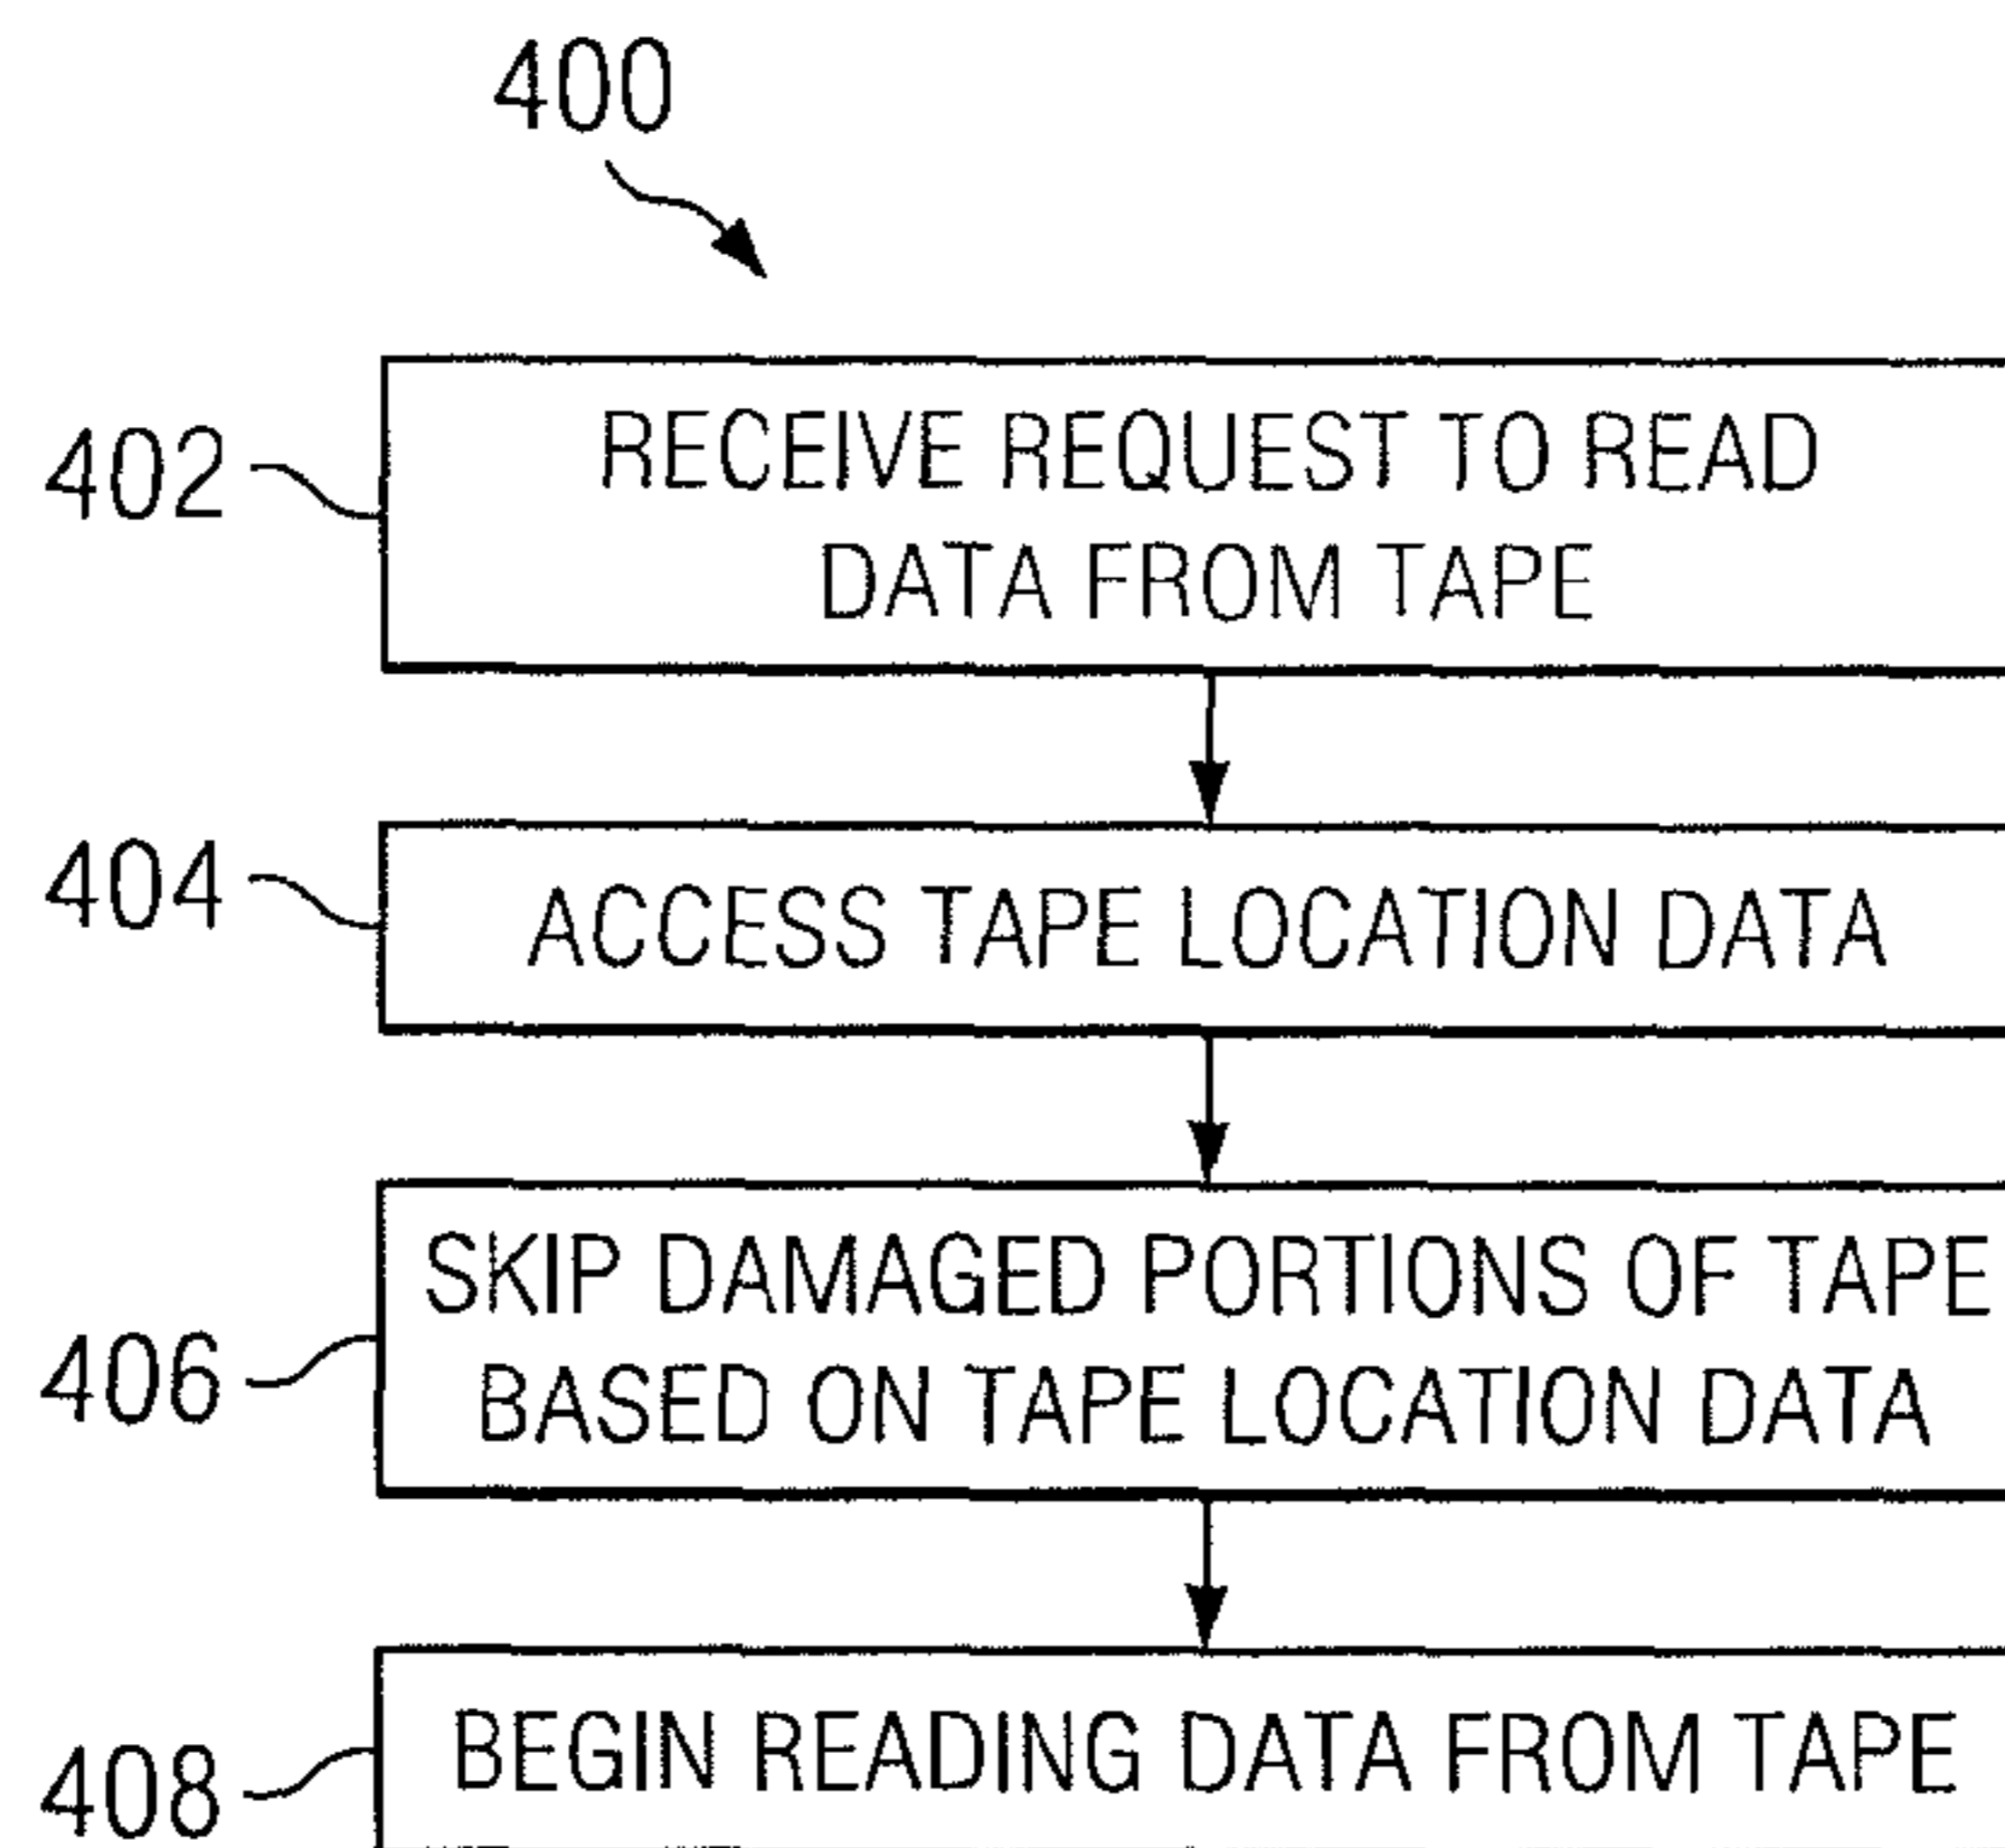 400
402
RECEIVE REQUEST TO READ
DATA FROM TAPE
404
ACCESS TAPE LOCATION DATA
406
SKIP DAMAGED PORTIONS OF TAPE
BASED ON TAPE LOCATION DATA
408
BEGIN READING DATA FROM TAPE